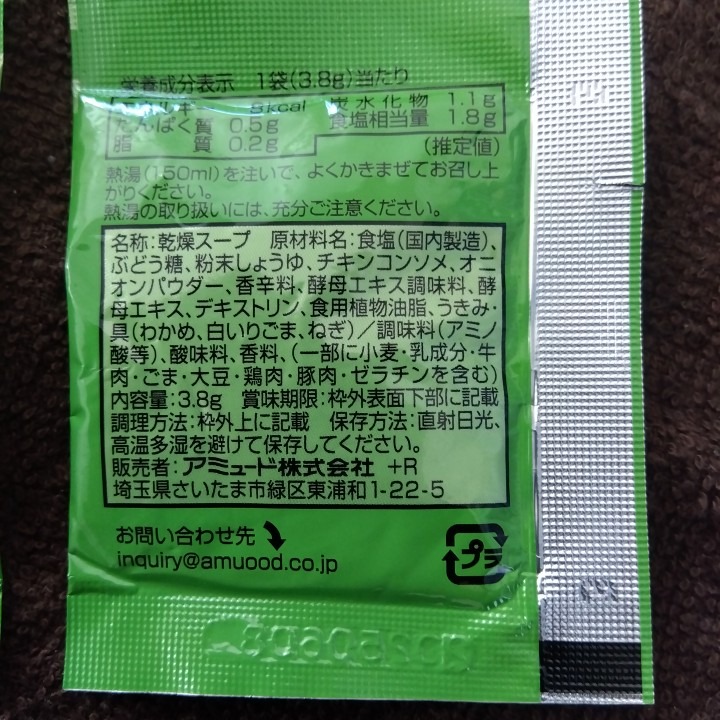 栄養成分表示 1袋(3.8g)当たり
エネルギー 8kcal 炭水化物 1.1g
たんぱく質 0.5g 食塩相当量 1.8g
脂 質 0.2g (推定値)
熱湯(150ml)を注いで、よくかきまぜてお召し上
がりください。
熱湯の取り扱いには、充分ご注意ください。
名称:乾燥スープ 原材料名:食塩(国内製造)、
ぶどう糖、粉末しょうゆ、チキンコンソメ、オニ
オンパウダー、香辛料、酵母エキス調味料、酵
母エキス、デキストリン、食用植物油脂、うきみ・
具(わかめ、白いりごま、ねぎ)/調味料(アミノ
酸等)、酸味料、香料、(一部に小麦・乳成分・牛
肉・ごま・大豆・鶏肉・豚肉・ゼラチンを含む)
内容量:3.8g 賞味期限:枠外表面下部に記載
調理方法:枠外上に記載 保存方法:直射日光、
高温多湿を避けて保存してください。
販売者:アミュード株式会社 +R
埼玉県さいたま市緑区東浦和1-22-5
お問い合わせ先
inquiry@amuood.co.jp
プラ